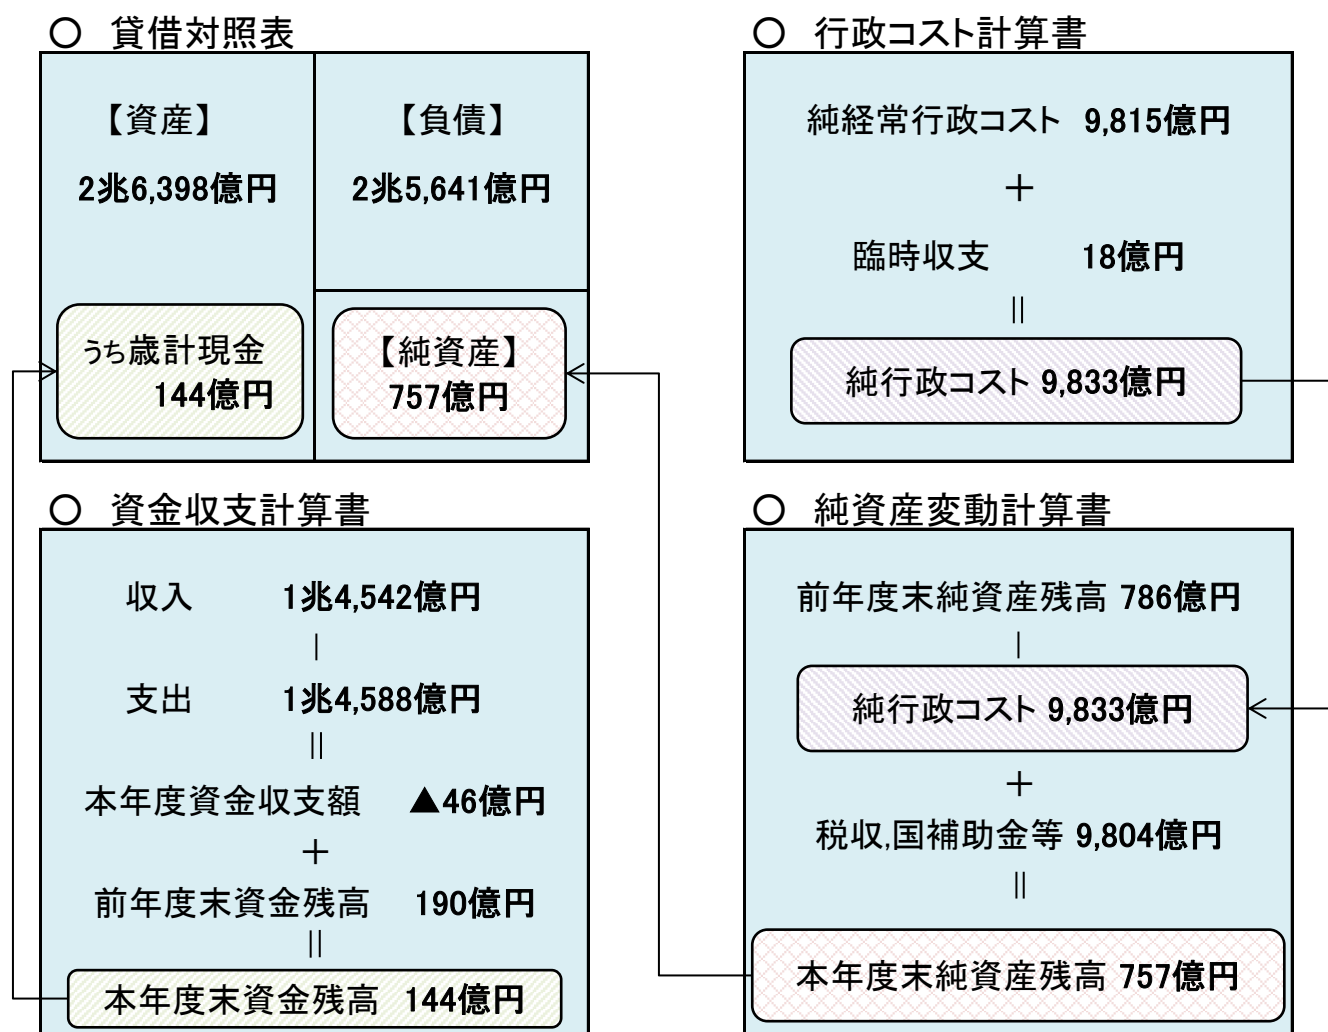 ○ 貸借対照表
【資産】
2兆6,398億円
【負債】
2兆5,641億円
うち歳計現金
144億円
【純資産】
757億円
○ 行政コスト計算書
純経常行政コスト 9,815億円
＋
臨時収支 18億円
||
純行政コスト 9,833億円
○ 資金収支計算書
収入 1兆4,542億円
｜
支出 1兆4,588億円
||
本年度資金収支額 ▲46億円
＋
前年度末資金残高 190億円
||
本年度末資金残高 144億円
○ 純資産変動計算書
前年度末純資産残高 786億円
｜
純行政コスト 9,833億円
＋
税収,国補助金等 9,804億円
||
本年度末純資産残高 757億円